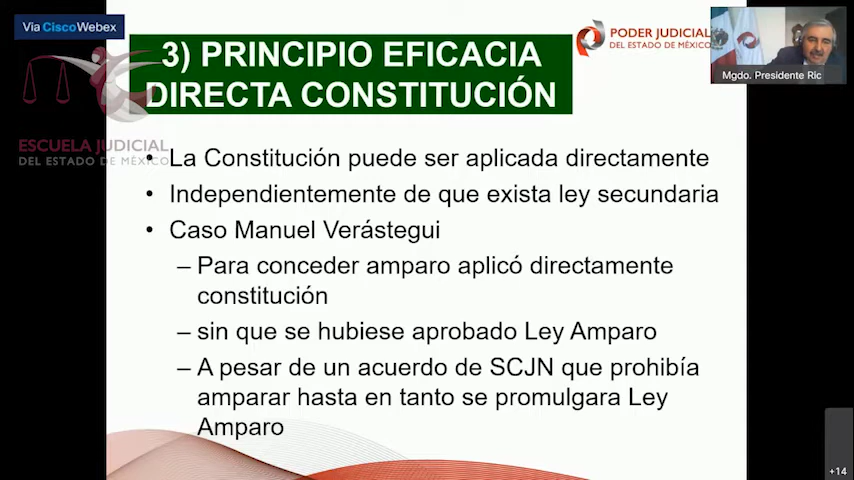 Vía Cisco Webex
3) PRINCIPIO EFICACIA
DIRECTA CONSTITUCIÓN
PODER JUDICIAL
DEL ESTADO DE MÉXICO
Mgdo. Presidente Ric
ESCUELA JUDICIAL
DEL ESTADO DE MÉXICO
• La Constitución puede ser aplicada directamente
• Independientemente de que exista ley secundaria
• Caso Manuel Verástegui
– Para conceder amparo aplicó directamente
constitución
– sin que se hubiese aprobado Ley Amparo
– A pesar de un acuerdo de SCJN que prohibía
amparar hasta en tanto se promulgara Ley
Amparo
+14